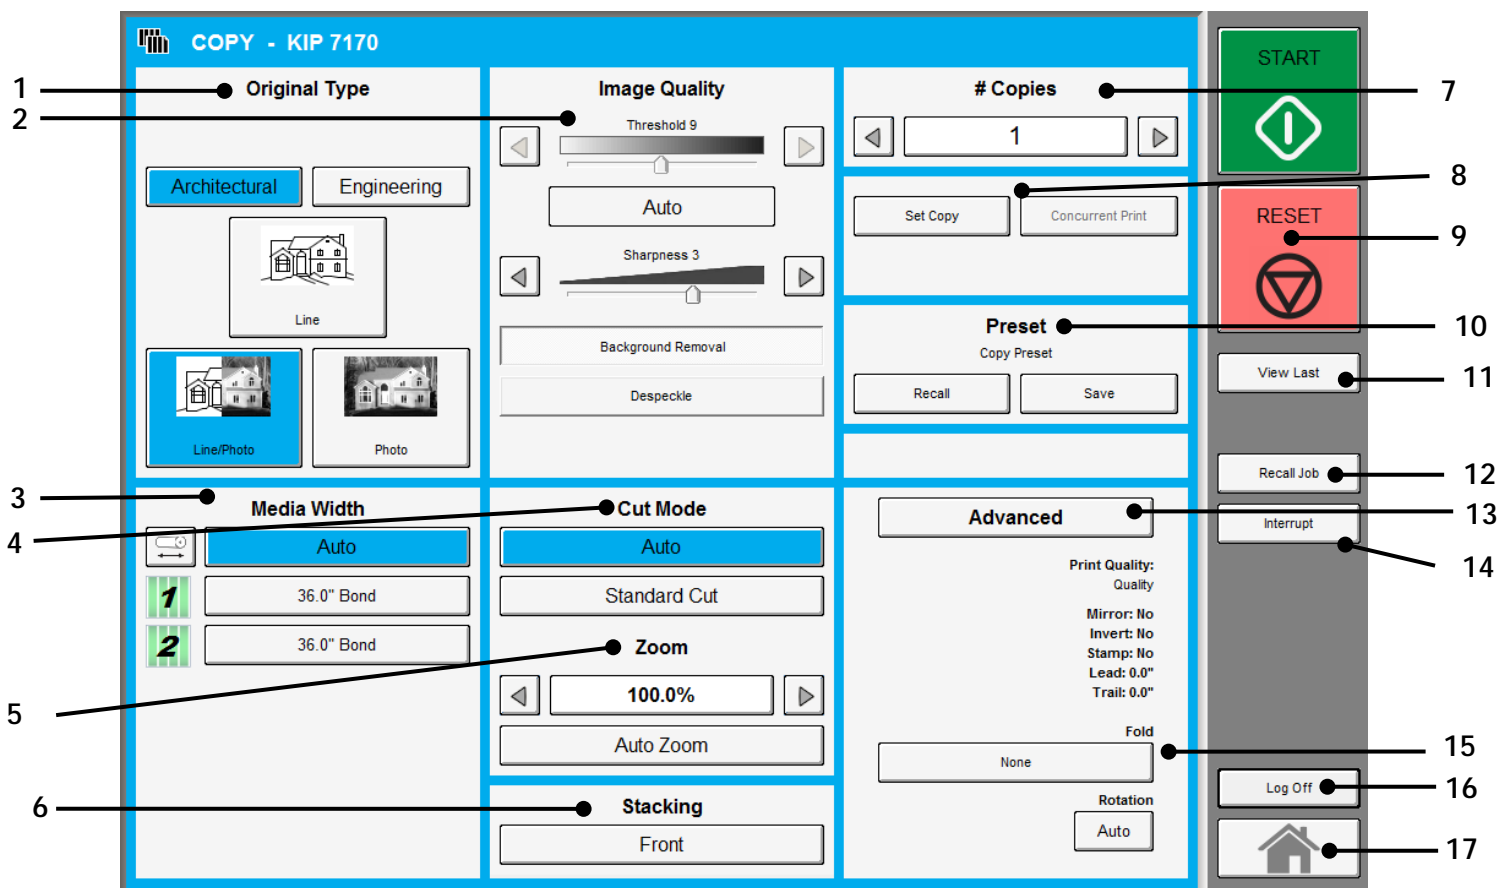 COPY - KIP 7170
1
Original Type
2
Architectural
Engineering
Line
Line/Photo
Photo
Image Quality
Threshold 9
Auto
Sharpness 3
Background Removal
Despeckle
# Copies
7
1
Set Copy
Concurrent Print
8
Preset
10
Copy Preset
Recall
Save
START
RESET
9
View Last
11
Recall Job
12
Interrupt
14
3
Media Width
4
Auto
1
36.0" Bond
2
36.0" Bond
Cut Mode
Auto
Standard Cut
5
Zoom
100.0%
Auto Zoom
6
Stacking
Front
Advanced
13
Print Quality:
Quality
Mirror: No
Invert: No
Stamp: No
Lead: 0.0"
Trail: 0.0"
Fold
None
15
Rotation
Auto
Log Off
16
17